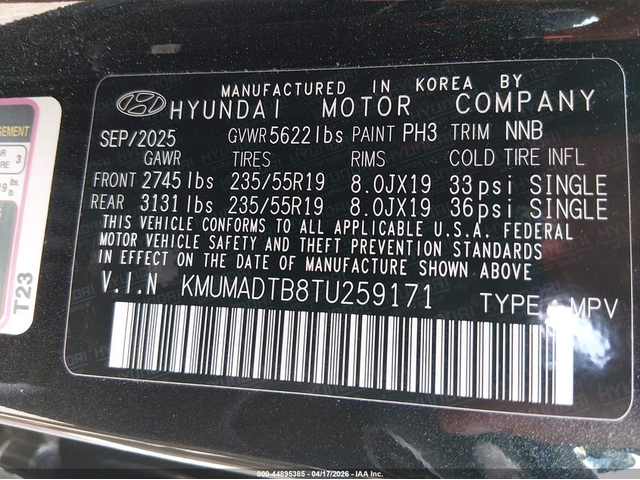 MANUFACTURED IN KOREA BY
HYUNDAI MOTOR COMPANY
SEP/2025 GVWR 5622lbs PAINT PH3 TRIM NNB
GAWR TIRES RIMS COLD TIRE INFL
FRONT 2745 lbs 235/55R19 8.0JX19 33 psi SINGLE
REAR 3131 lbs 235/55R19 8.0JX19 36 psi SINGLE
THIS VEHICLE CONFORMS TO ALL APPLICABLE U.S.A. FEDERAL
MOTOR VEHICLE SAFETY AND THEFT PREVENTION STANDARDS
IN EFFECT ON THE DATE OF MANUFACTURE SHOWN ABOVE
V.I.N KMUMADTB8TU259171 TYPE : MPV
T23
000-44895385 | 04/17/2026 | IAA Inc.